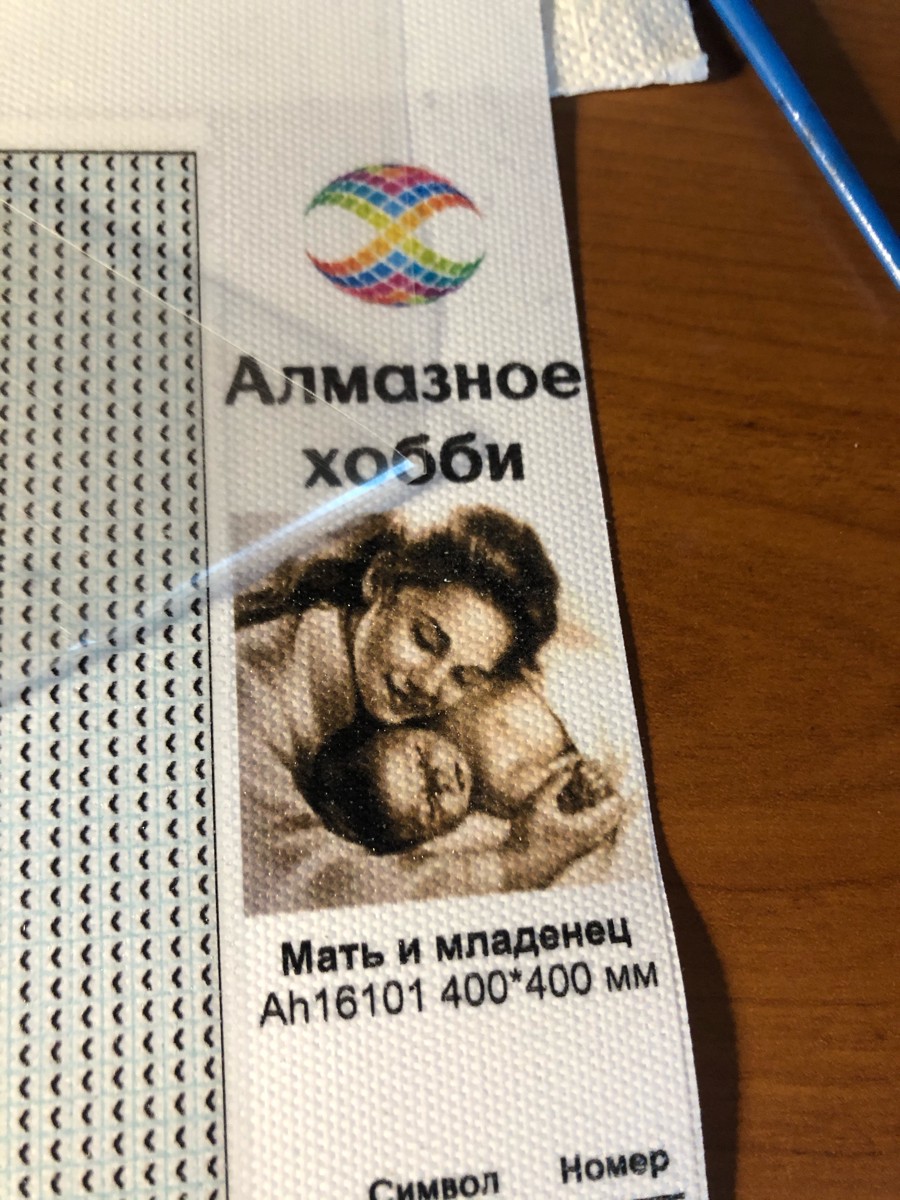 Алмазное
хобби
Мать и младенец
Ah16101 400*400 мм
Символ Номер